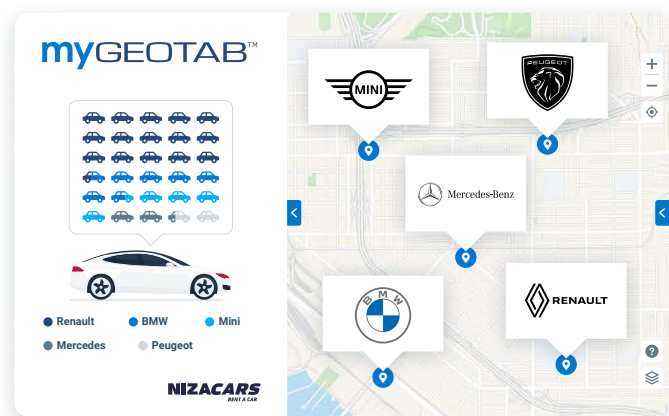 myGEOTAB™
Renault
BMW
Mini
Mercedes
Peugeot
NIZACARS
RENT A CAR
MINI
PEUGEOT
Mercedes-Benz
BMW
RENAULT
+
−
?